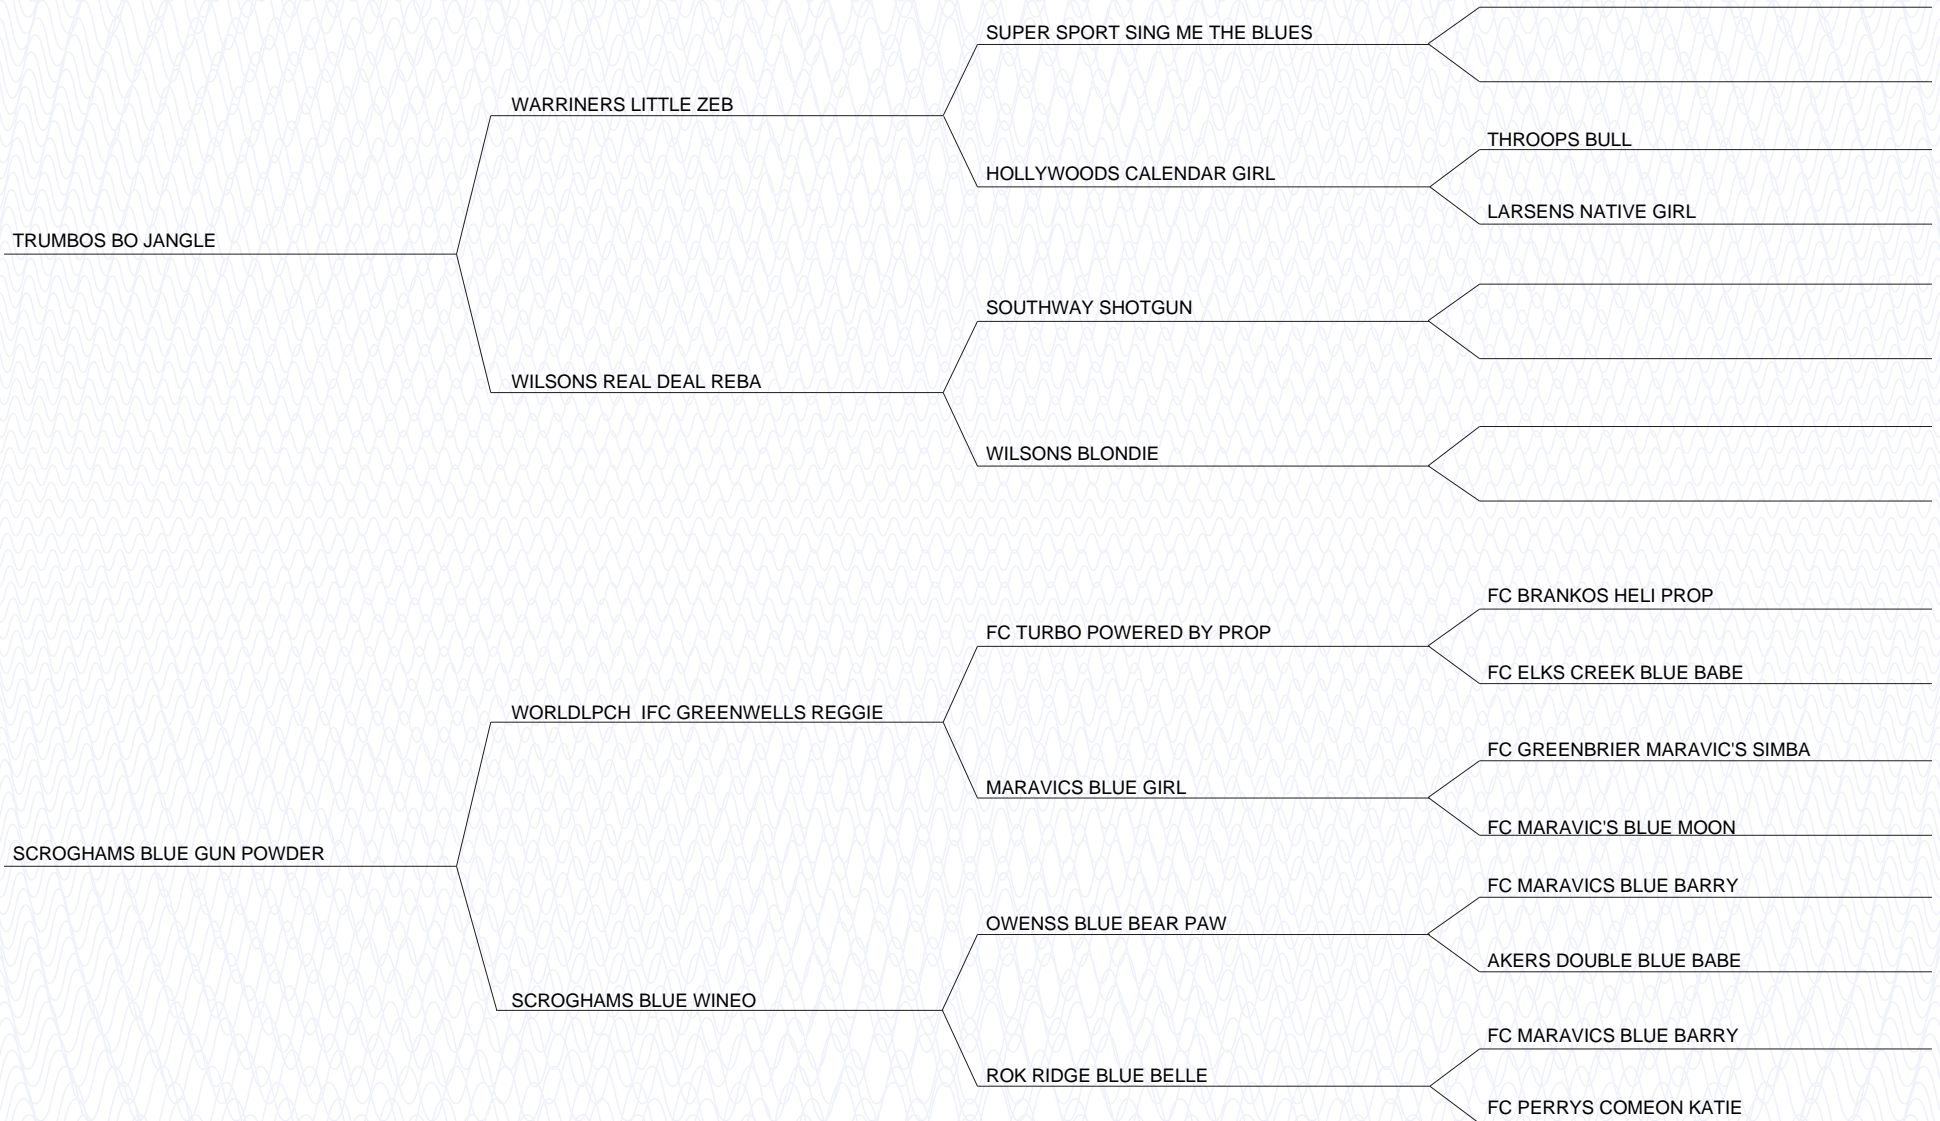 SUPER SPORT SING ME THE BLUES
WARRINERS LITTLE ZEB
THROOPS BULL
HOLLYWOODS CALENDAR GIRL
LARSENS NATIVE GIRL
TRUMBOS BO JANGLE
SOUTHWAY SHOTGUN
WILSONS REAL DEAL REBA
WILSONS BLONDIE
FC BRANKOS HELI PROP
FC TURBO POWERED BY PROP
FC ELKS CREEK BLUE BABE
WORLDLPCH  IFC GREENWELLS REGGIE
FC GREENBRIER MARAVIC'S SIMBA
MARAVICS BLUE GIRL
FC MARAVIC'S BLUE MOON
SCROGHAMS BLUE GUN POWDER
FC MARAVICS BLUE BARRY
OWENSS BLUE BEAR PAW
AKERS DOUBLE BLUE BABE
SCROGHAMS BLUE WINEO
FC MARAVICS BLUE BARRY
ROK RIDGE BLUE BELLE
FC PERRYS COMEON KATIE